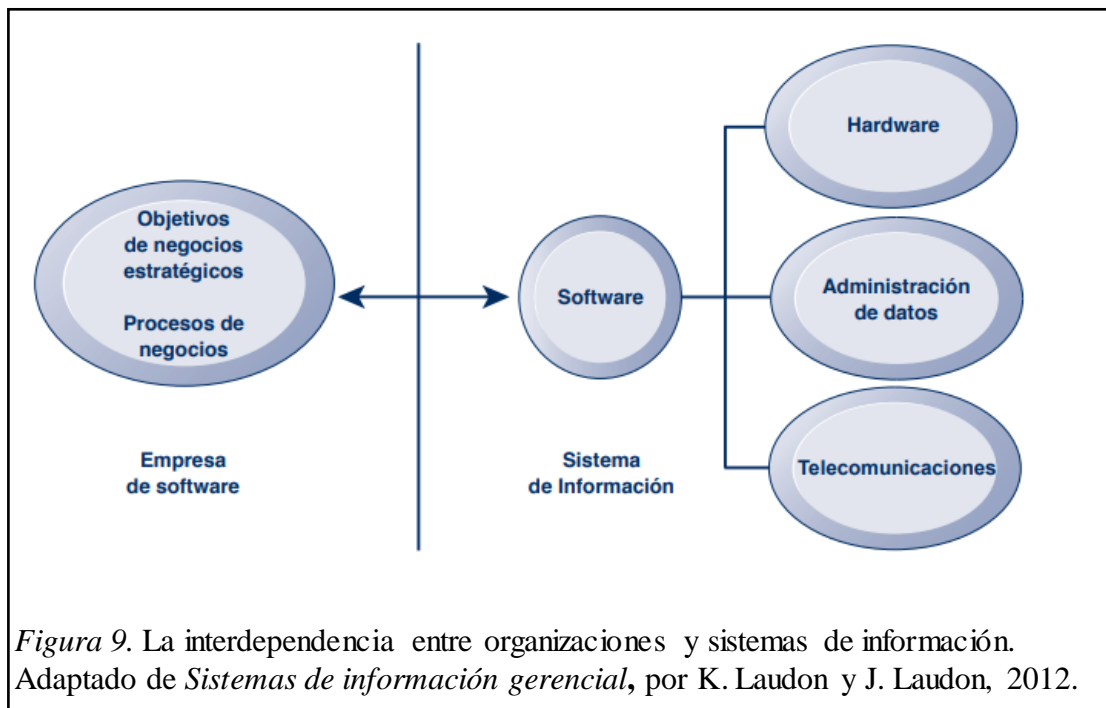 Objetivos
de negocios
estratégicos
Procesos de
negocios
Empresa
de software
Software
Sistema
de Información
Hardware
Administración
de datos
Telecomunicaciones
Figura 9. La interdependencia entre organizaciones y sistemas de información.
Adaptado de Sistemas de información gerencial, por K. Laudon y J. Laudon, 2012.